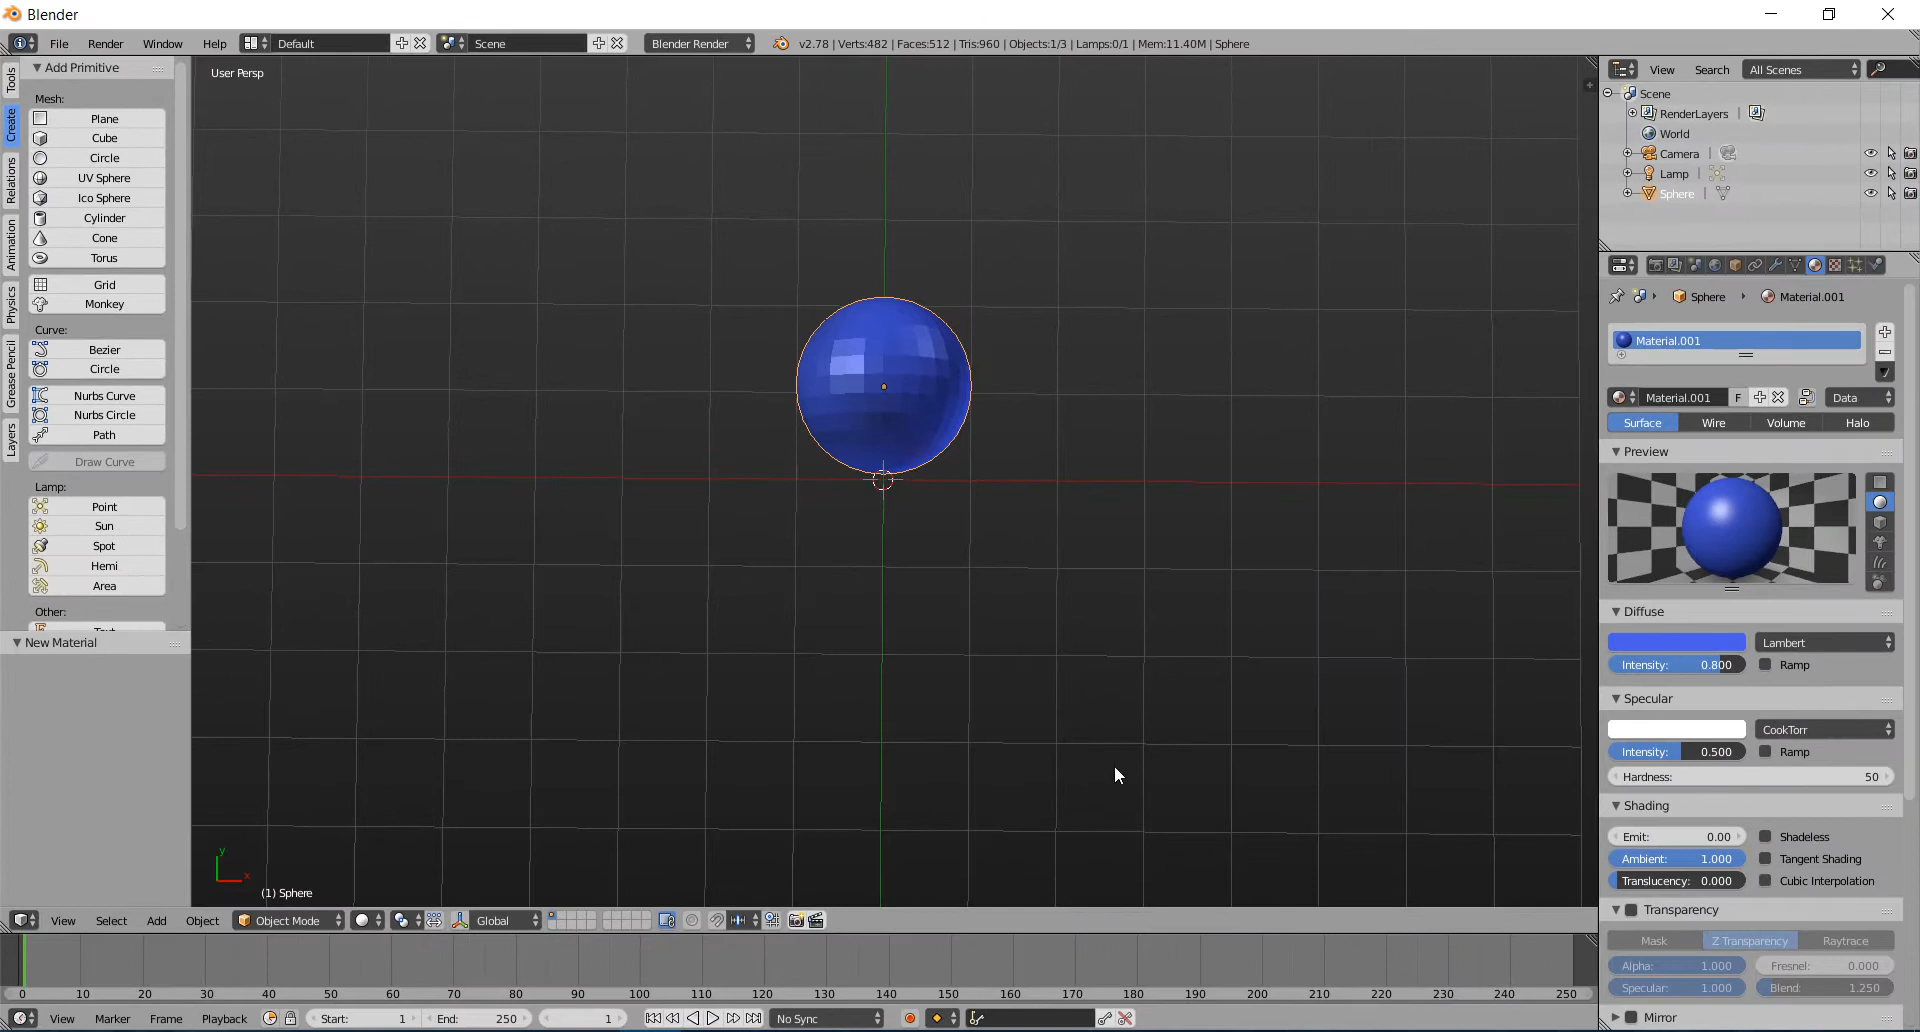 Blender
File Render Window Help Default Scene Blender Render v2.78 | Verts:482 | Faces:512 | Tris:960 | Objects:1/3 | Lamps:0/1 | Mem:11.40M | Sphere
Tools
Create
Relations
Animation
Physics
Grease Pencil
Layers
Add Primitive
Mesh:
Plane
Cube
Circle
UV Sphere
Ico Sphere
Cylinder
Cone
Torus
Grid
Monkey
Curve:
Bezier
Circle
Nurbs Curve
Nurbs Circle
Path
Draw Curve
Lamp:
Point
Sun
Spot
Hemi
Area
Other:
New Material
User Persp
y
x
(1) Sphere
View Search All Scenes
Scene
RenderLayers
World
Camera
Lamp
Sphere
Sphere Material.001
Material.001
Material.001 F Data
Surface Wire Volume Halo
Preview
Diffuse
Lambert
Intensity: 0.800 Ramp
Specular
CookTorr
Intensity: 0.500 Ramp
Hardness: 50
Shading
Emit: 0.00 Shadeless
Ambient: 1.000 Tangent Shading
Translucency: 0.000 Cubic Interpolation
Transparency
Mask Z Transparency Raytrace
Alpha: 1.000 Fresnel: 0.000
Specular: 1.000 Blend: 1.250
Mirror
View Select Add Object Object Mode Global
0 10 20 30 40 50 60 70 80 90 100 110 120 130 140 150 160 170 180 190 200 210 220 230 240 250
View Marker Frame Playback Start: 1 End: 250 1 No Sync